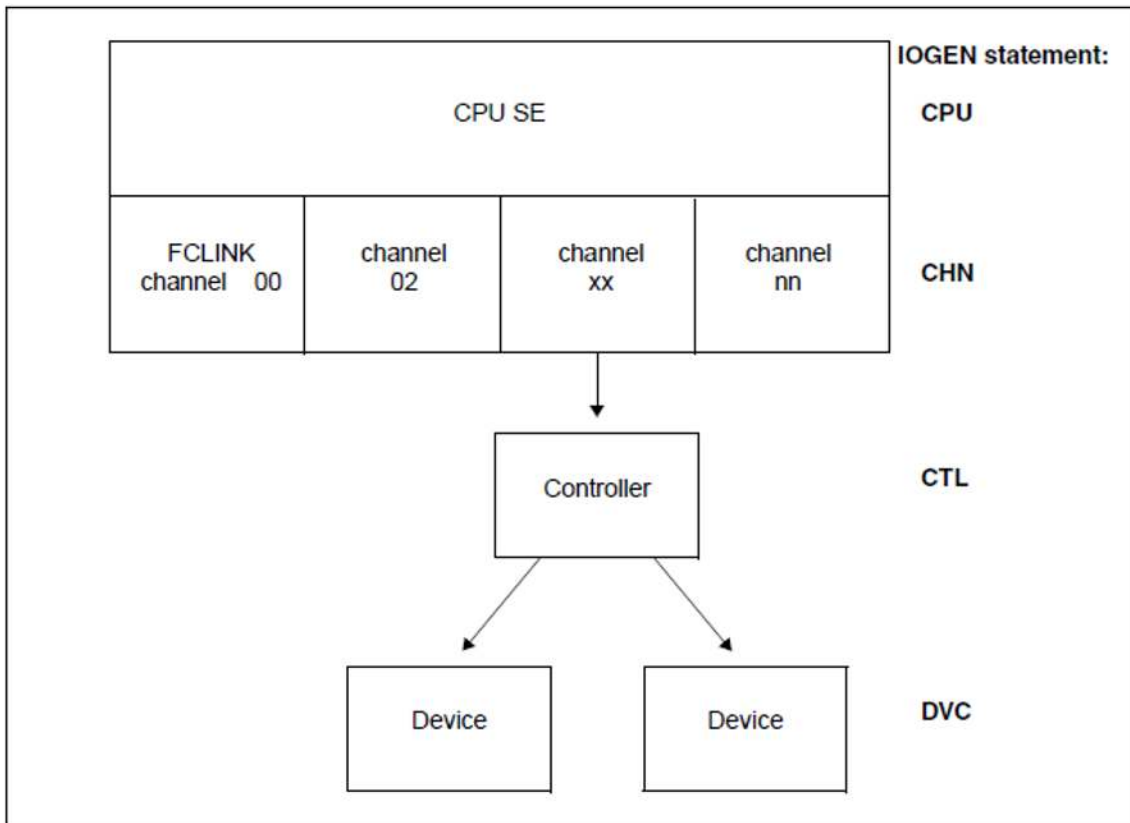 IOGEN statement:
CPU SE
CPU
FCLINK
channel 00
channel
02
channel
xx
channel
nn
CHN
Controller
CTL
Device
Device
DVC